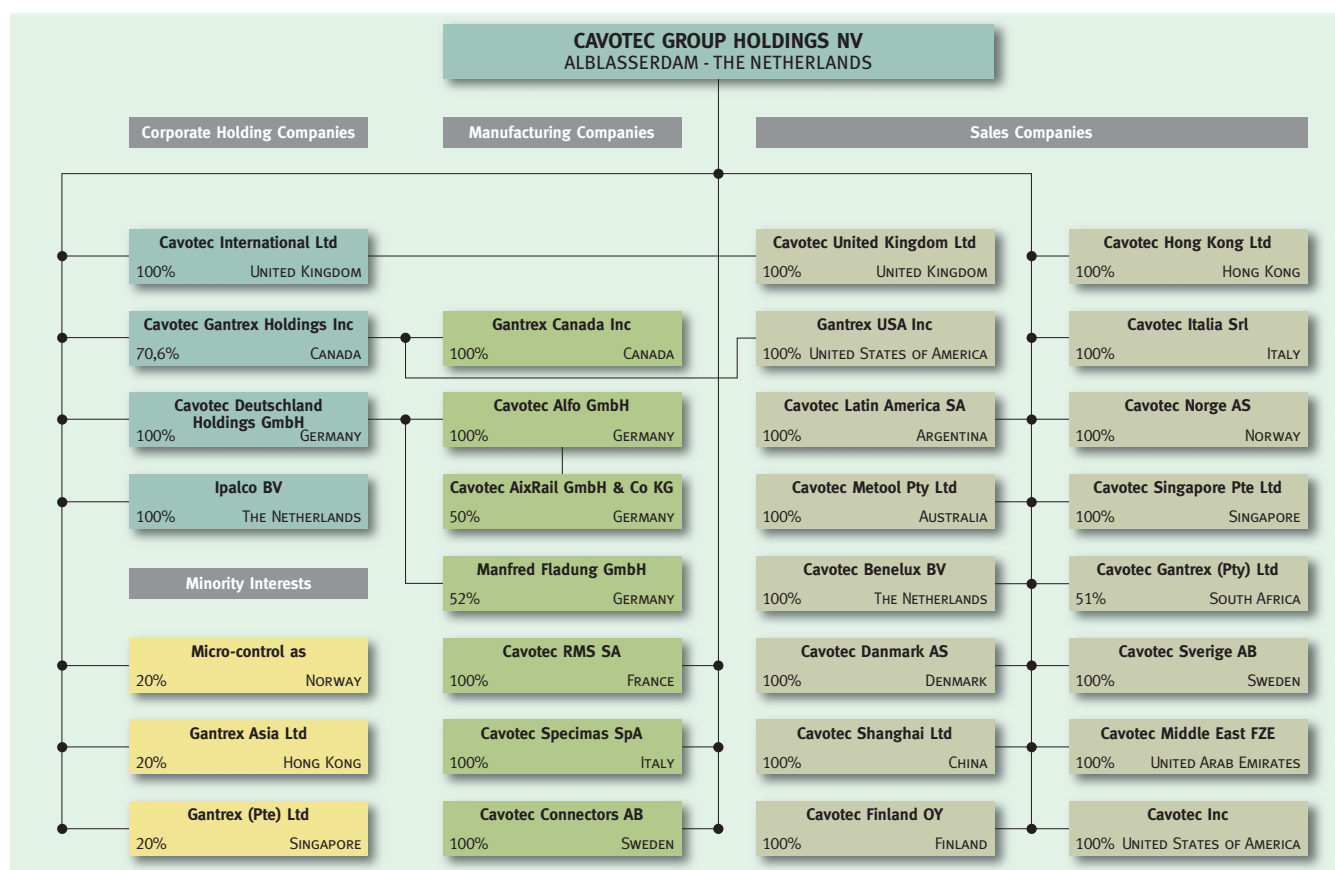 CAVOTEC GROUP HOLDINGS NV
ALBLASSERDAM - THE NETHERLANDS
Corporate Holding Companies
Manufacturing Companies
Sales Companies
Cavotec International Ltd
100% UNITED KINGDOM
Cavotec United Kingdom Ltd
100% UNITED KINGDOM
Cavotec Hong Kong Ltd
100% HONG KONG
Cavotec Gantrex Holdings Inc
70,6% CANADA
Gantrex Canada Inc
100% CANADA
Gantrex USA Inc
100% UNITED STATES OF AMERICA
Cavotec Italia Srl
100% ITALY
Cavotec Deutschland
Holdings GmbH
100% GERMANY
Cavotec Alfo GmbH
100% GERMANY
Cavotec Latin America SA
100% ARGENTINA
Cavotec Norge AS
100% NORWAY
Ipalco BV
100% THE NETHERLANDS
Cavotec AixRail GmbH & Co KG
50% GERMANY
Cavotec Metool Pty Ltd
100% AUSTRALIA
Cavotec Singapore Pte Ltd
100% SINGAPORE
Minority Interests
Manfred Fladung GmbH
52% GERMANY
Cavotec Benelux BV
100% THE NETHERLANDS
Cavotec Gantrex (Pty) Ltd
51% SOUTH AFRICA
Micro-control as
20% NORWAY
Cavotec RMS SA
100% FRANCE
Cavotec Danmark AS
100% DENMARK
Cavotec Sverige AB
100% SWEDEN
Gantrex Asia Ltd
20% HONG KONG
Cavotec Specimas SpA
100% ITALY
Cavotec Shanghai Ltd
100% CHINA
Cavotec Middle East FZE
100% UNITED ARAB EMIRATES
Gantrex (Pte) Ltd
20% SINGAPORE
Cavotec Connectors AB
100% SWEDEN
Cavotec Finland OY
100% FINLAND
Cavotec Inc
100% UNITED STATES OF AMERICA